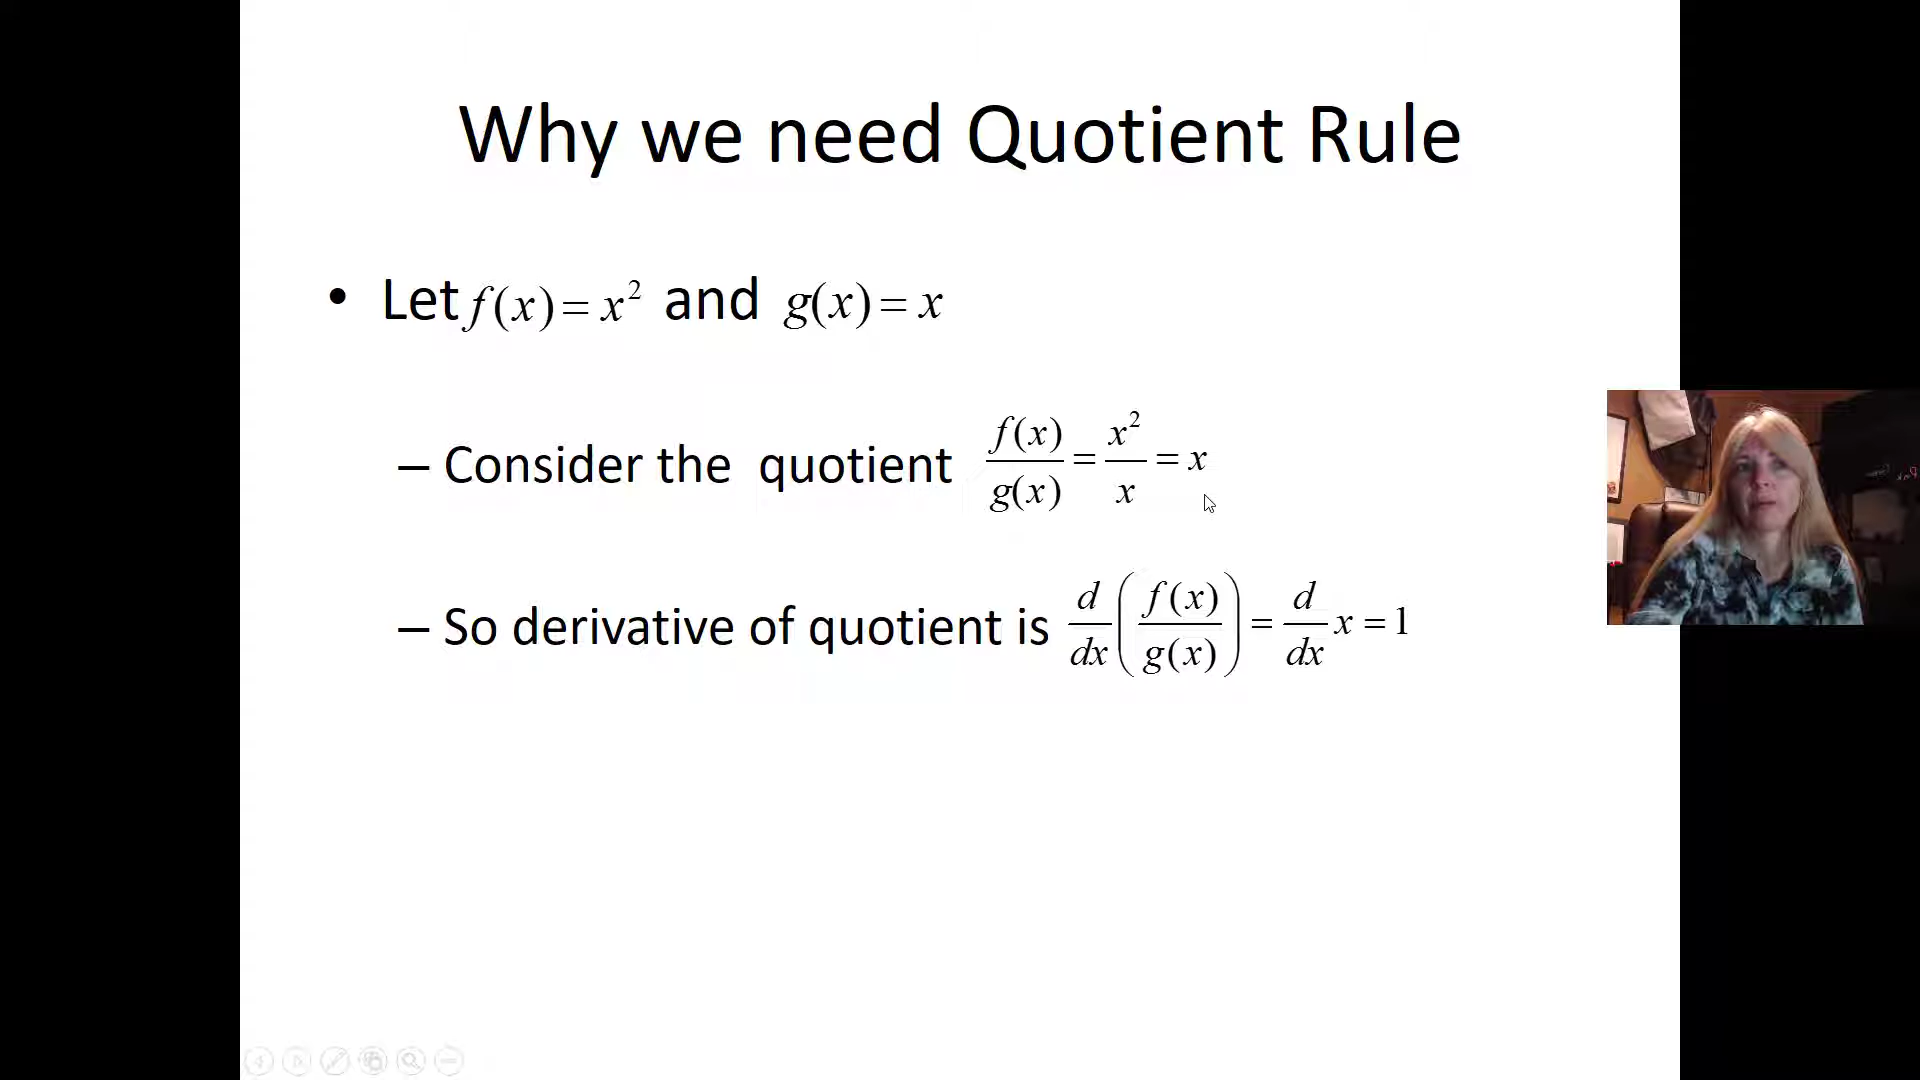 Why we need Quotient Rule
• Let f(x) = x² and g(x) = x
– Consider the quotient f(x)/g(x) = x²/x = x
– So derivative of quotient is d/dx (f(x)/g(x)) = d/dx x = 1